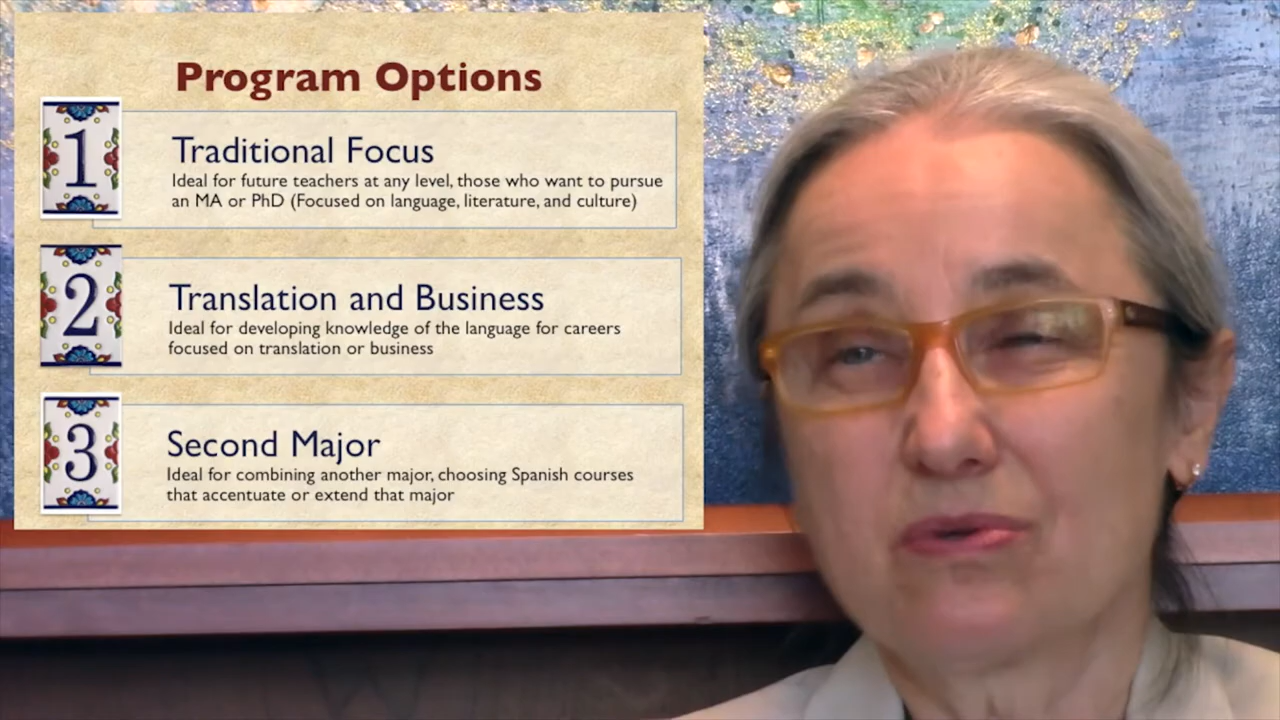 Program Options
1
Traditional Focus
Ideal for future teachers at any level, those who want to pursue
an MA or PhD (Focused on language, literature, and culture)
2
Translation and Business
Ideal for developing knowledge of the language for careers
focused on translation or business
3
Second Major
Ideal for combining another major, choosing Spanish courses
that accentuate or extend that major